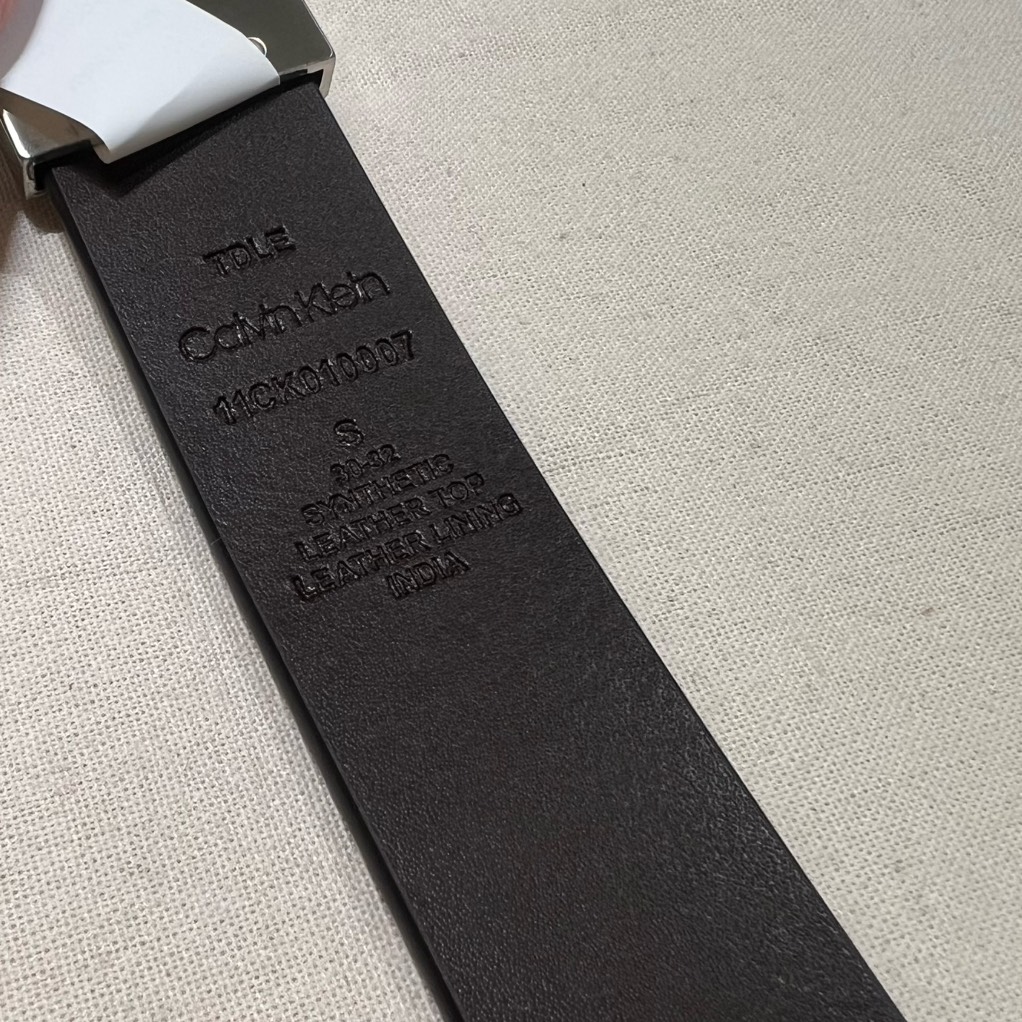 TDLE
Calvin Klein
11CK010007
S
30-32
SYNTHETIC
LEATHER TOP
LEATHER LINING
INDIA